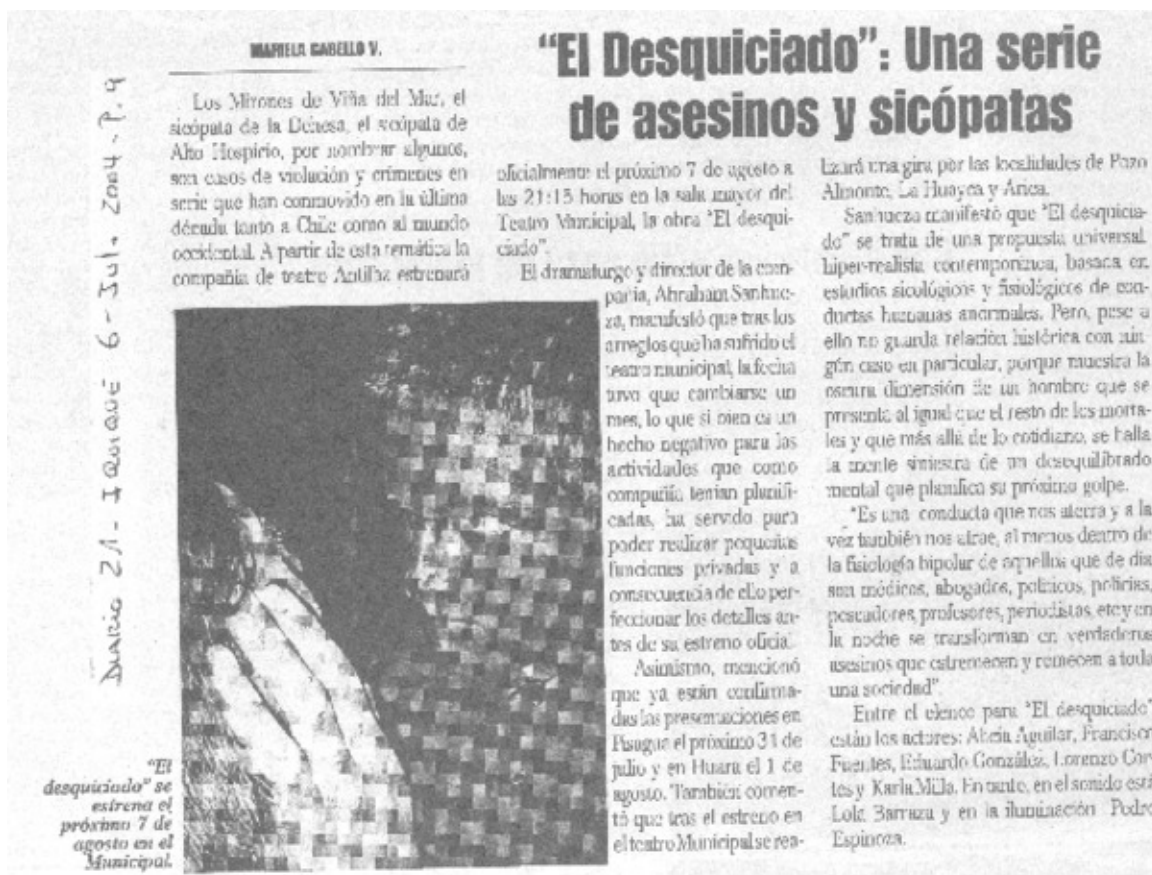 MARIELA CABELLO V.
“El Desquiciado”: Una serie
de asesinos y sicópatas
Los Mirones de Viña del Mar, el
sicópata de la Dehesa, el sicópata de
Alto Hospicio, por nombrar algunos,
son casos de violación y crímenes en
serie que han conmovido en la última
década tanto a Chile como al mundo
occidental. A partir de esta temática la
compañía de teatro Antifaz estrenará
oficialmente el próximo 7 de agosto a
las 21:15 horas en la sala mayor del
Teatro Municipal, la obra "El desqui-
ciado".
El dramaturgo y director de la com-
pañía, Abraham Sanhue-
za, manifestó que tras los
arreglos que ha sufrido el
teatro municipal, la fecha
tuvo que cambiarse un
mes, lo que si bien es un
hecho negativo para las
actividades que como
compañía tenían planifi-
cadas, ha servido para
poder realizar pequeñas
funciones privadas y a
consecuencia de ello per-
feccionar los detalles an-
tes de su estreno oficial.
Asimismo, mencionó
que ya están confirma-
das las presentaciones en
Pisagua el próximo 31 de
julio y en Huara el 1 de
agosto. También comen-
tó que tras el estreno en
el teatro Municipal se rea-
lizará una gira por las localidades de Pozo
Almonte, La Huayca y Arica.
Sanhueza manifestó que "El desquicia-
do" se trata de una propuesta universal
hiper-realista contemporánea, basada en
estudios sicológicos y fisiológicos de con-
ductas humanas anormales. Pero, pese a
ello no guarda relación histórica con nin-
gún caso en particular, porque muestra la
oscura dimensión de un hombre que se
presenta al igual que el resto de los morta-
les y que más allá de lo cotidiano, se halla
la mente siniestra de un desequilibrado
mental que planifica su próximo golpe.
"Es una conducta que nos aterra y a la
vez también nos atrae, al menos dentro de
la fisiología bipolar de aquellos que de día
son médicos, abogados, políticos, policías,
pescadores, profesores, periodistas, etc y en
la noche se transforman en verdaderos
asesinos que estremecen y remecen a toda
una sociedad".
Entre el elenco para "El desquiciado"
están los actores: Aguilar, Francisco
Fuentes, Eduardo González, Lorenzo Cor-
tes y Karla Milla. En tanto, en el sonido está
Lola Barraza y en la iluminación Pedro
Espinoza.
"El
desquiciado" se
estrena el
próximo 7 de
agosto en el
Municipal.
Diario 21 - Iquique 6 - Jul. 2004. P. 9